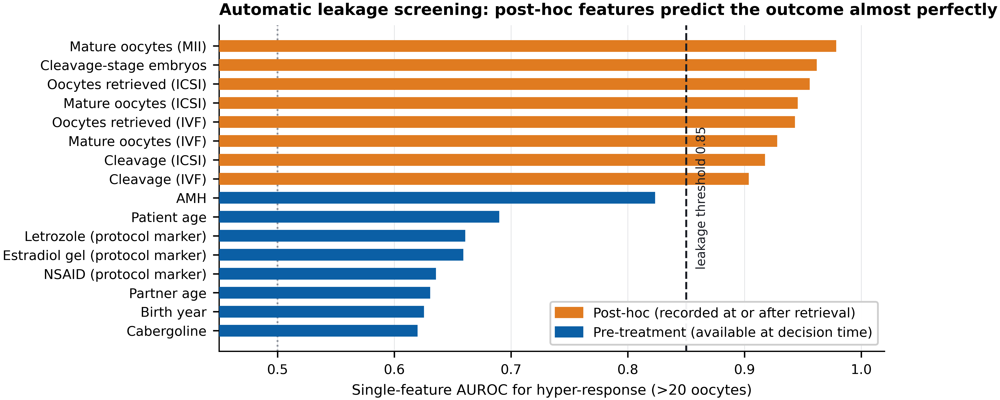 Automatic leakage screening: post-hoc features predict the outcome almost perfectly
Mature oocytes (MII)
Cleavage-stage embryos
Oocytes retrieved (ICSI)
Mature oocytes (ICSI)
Oocytes retrieved (IVF)
Mature oocytes (IVF)
Cleavage (ICSI)
Cleavage (IVF)
AMH
Patient age
Letrozole (protocol marker)
Estradiol gel (protocol marker)
NSAID (protocol marker)
Partner age
Birth year
Cabergoline
leakage threshold 0.85
Post-hoc (recorded at or after retrieval)
Pre-treatment (available at decision time)
0.5
0.6
0.7
0.8
0.9
1.0
Single-feature AUROC for hyper-response (>20 oocytes)